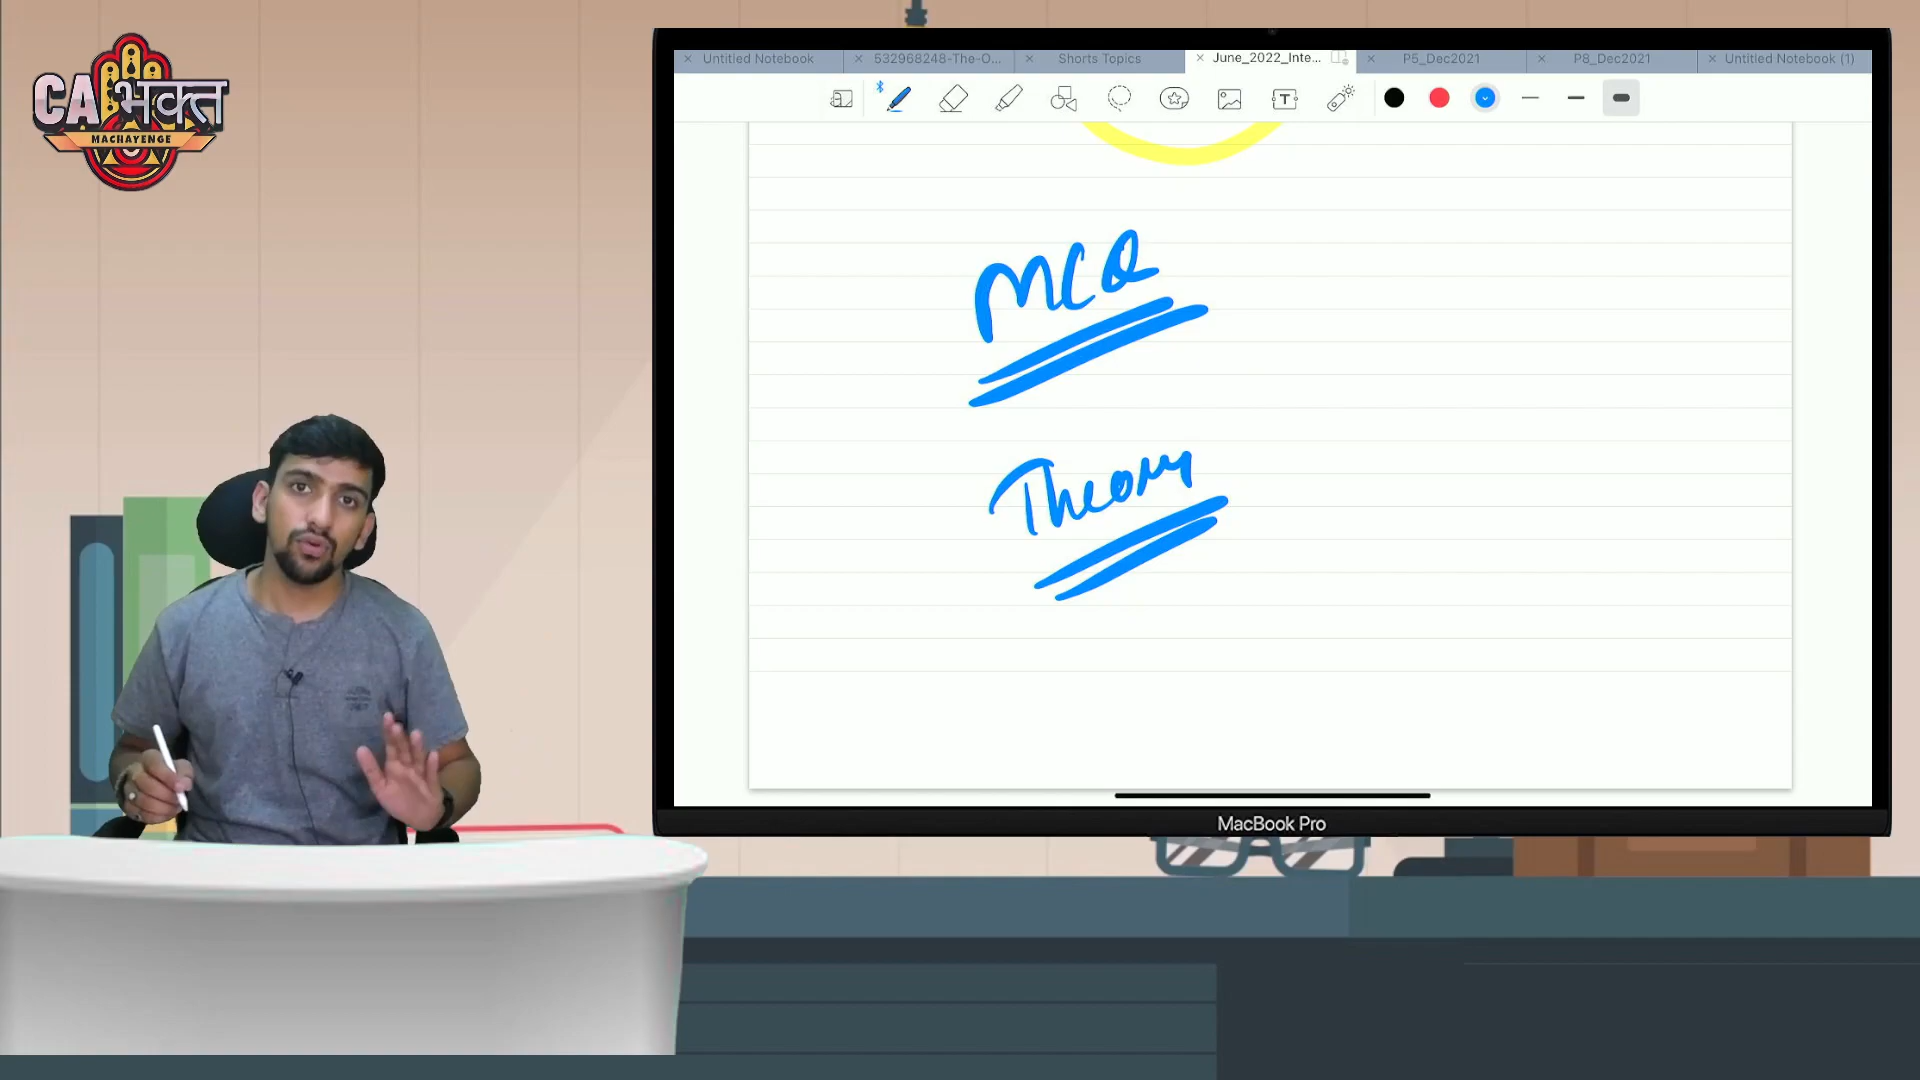 CA भक्त
MACHAYENGE
Untitled Notebook
532968248-The-O...
Shorts Topics
June_2022_Inte...
P5_Dec2021
P8_Dec2021
Untitled Notebook (1)
T
MCQ
Theory
MacBook Pro